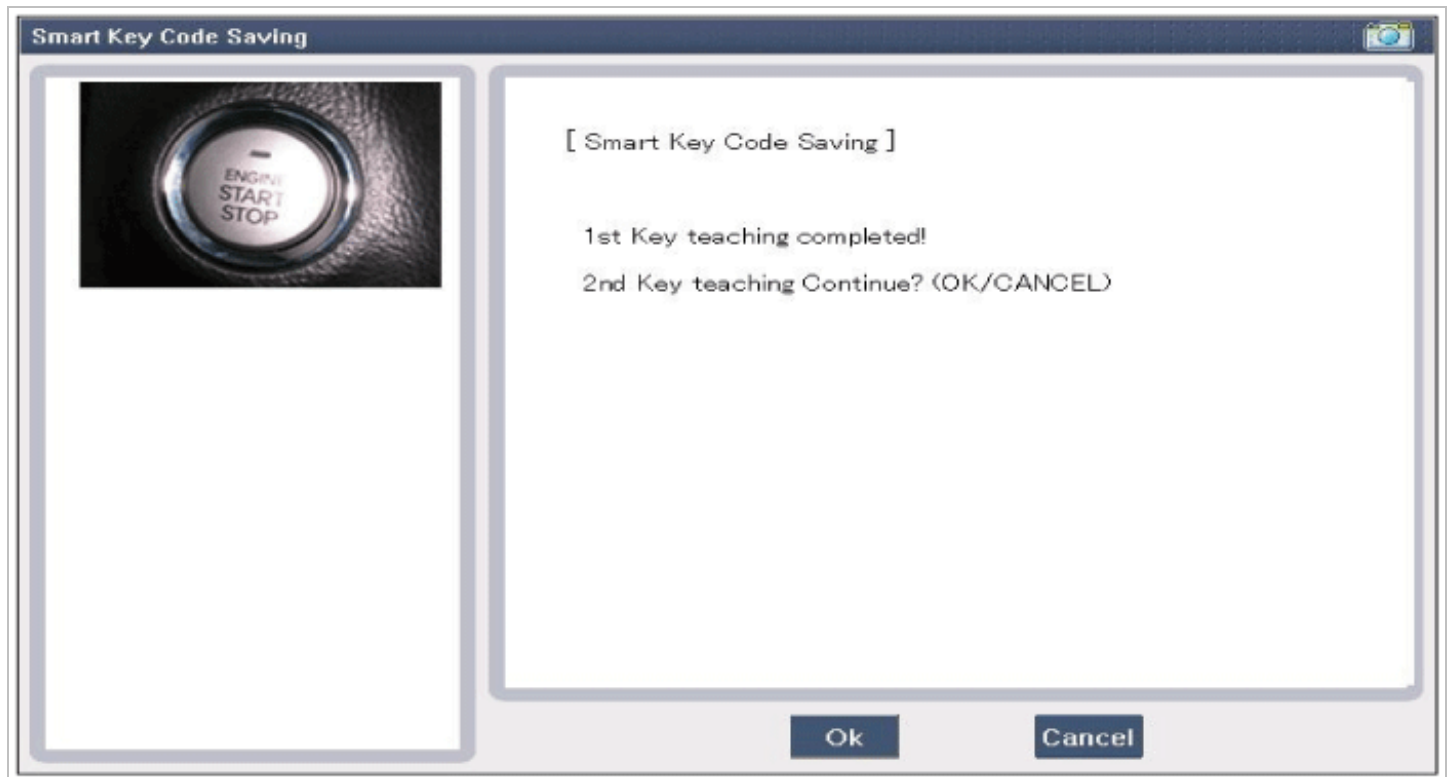 Smart Key Code Saving
ENGINE
START
STOP
[ Smart Key Code Saving ]
1st Key teaching completed!
2nd Key teaching Continue? (OK/CANCEL)
Ok
Cancel